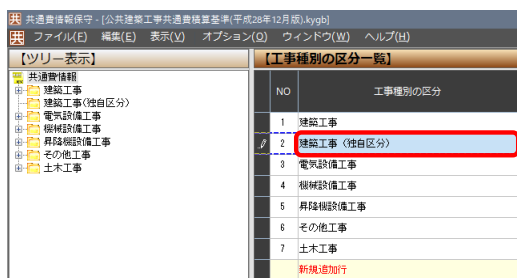 共通費情報保守 - [公共建築工事共通費積算基準(平成28年12月版).kygb]
ファイル(F) 編集(E) 表示(V) オプション(O) ウィンドウ(W) ヘルプ(H)
【ツリー表示】
共通費情報
建築工事
建築工事(独自区分)
電気設備工事
機械設備工事
昇降機設備工事
その他工事
土木工事
【工事種別の区分一覧】
NO 工事種別の区分
1 建築工事
2 建築工事（独自区分）
3 電気設備工事
4 機械設備工事
5 昇降機設備工事
6 その他工事
7 土木工事
新規追加行